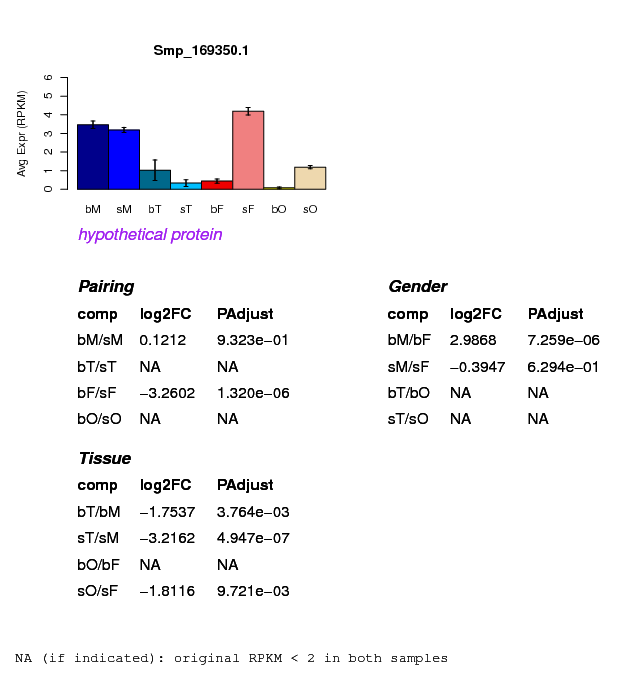 Smp_169350.1
Avg Expr (RPKM)
0 1 2 3 4 5 6
bM sM bT sT bF sF bO sO
hypothetical protein
Pairing
comp log2FC PAdjust
bM/sM 0.1212 9.323e−01
bT/sT NA NA
bF/sF −3.2602 1.320e−06
bO/sO NA NA
Gender
comp log2FC PAdjust
bM/bF 2.9868 7.259e−06
sM/sF −0.3947 6.294e−01
bT/bO NA NA
sT/sO NA NA
Tissue
comp log2FC PAdjust
bT/bM −1.7537 3.764e−03
sT/sM −3.2162 4.947e−07
bO/bF NA NA
sO/sF −1.8116 9.721e−03
NA (if indicated): original RPKM < 2 in both samples